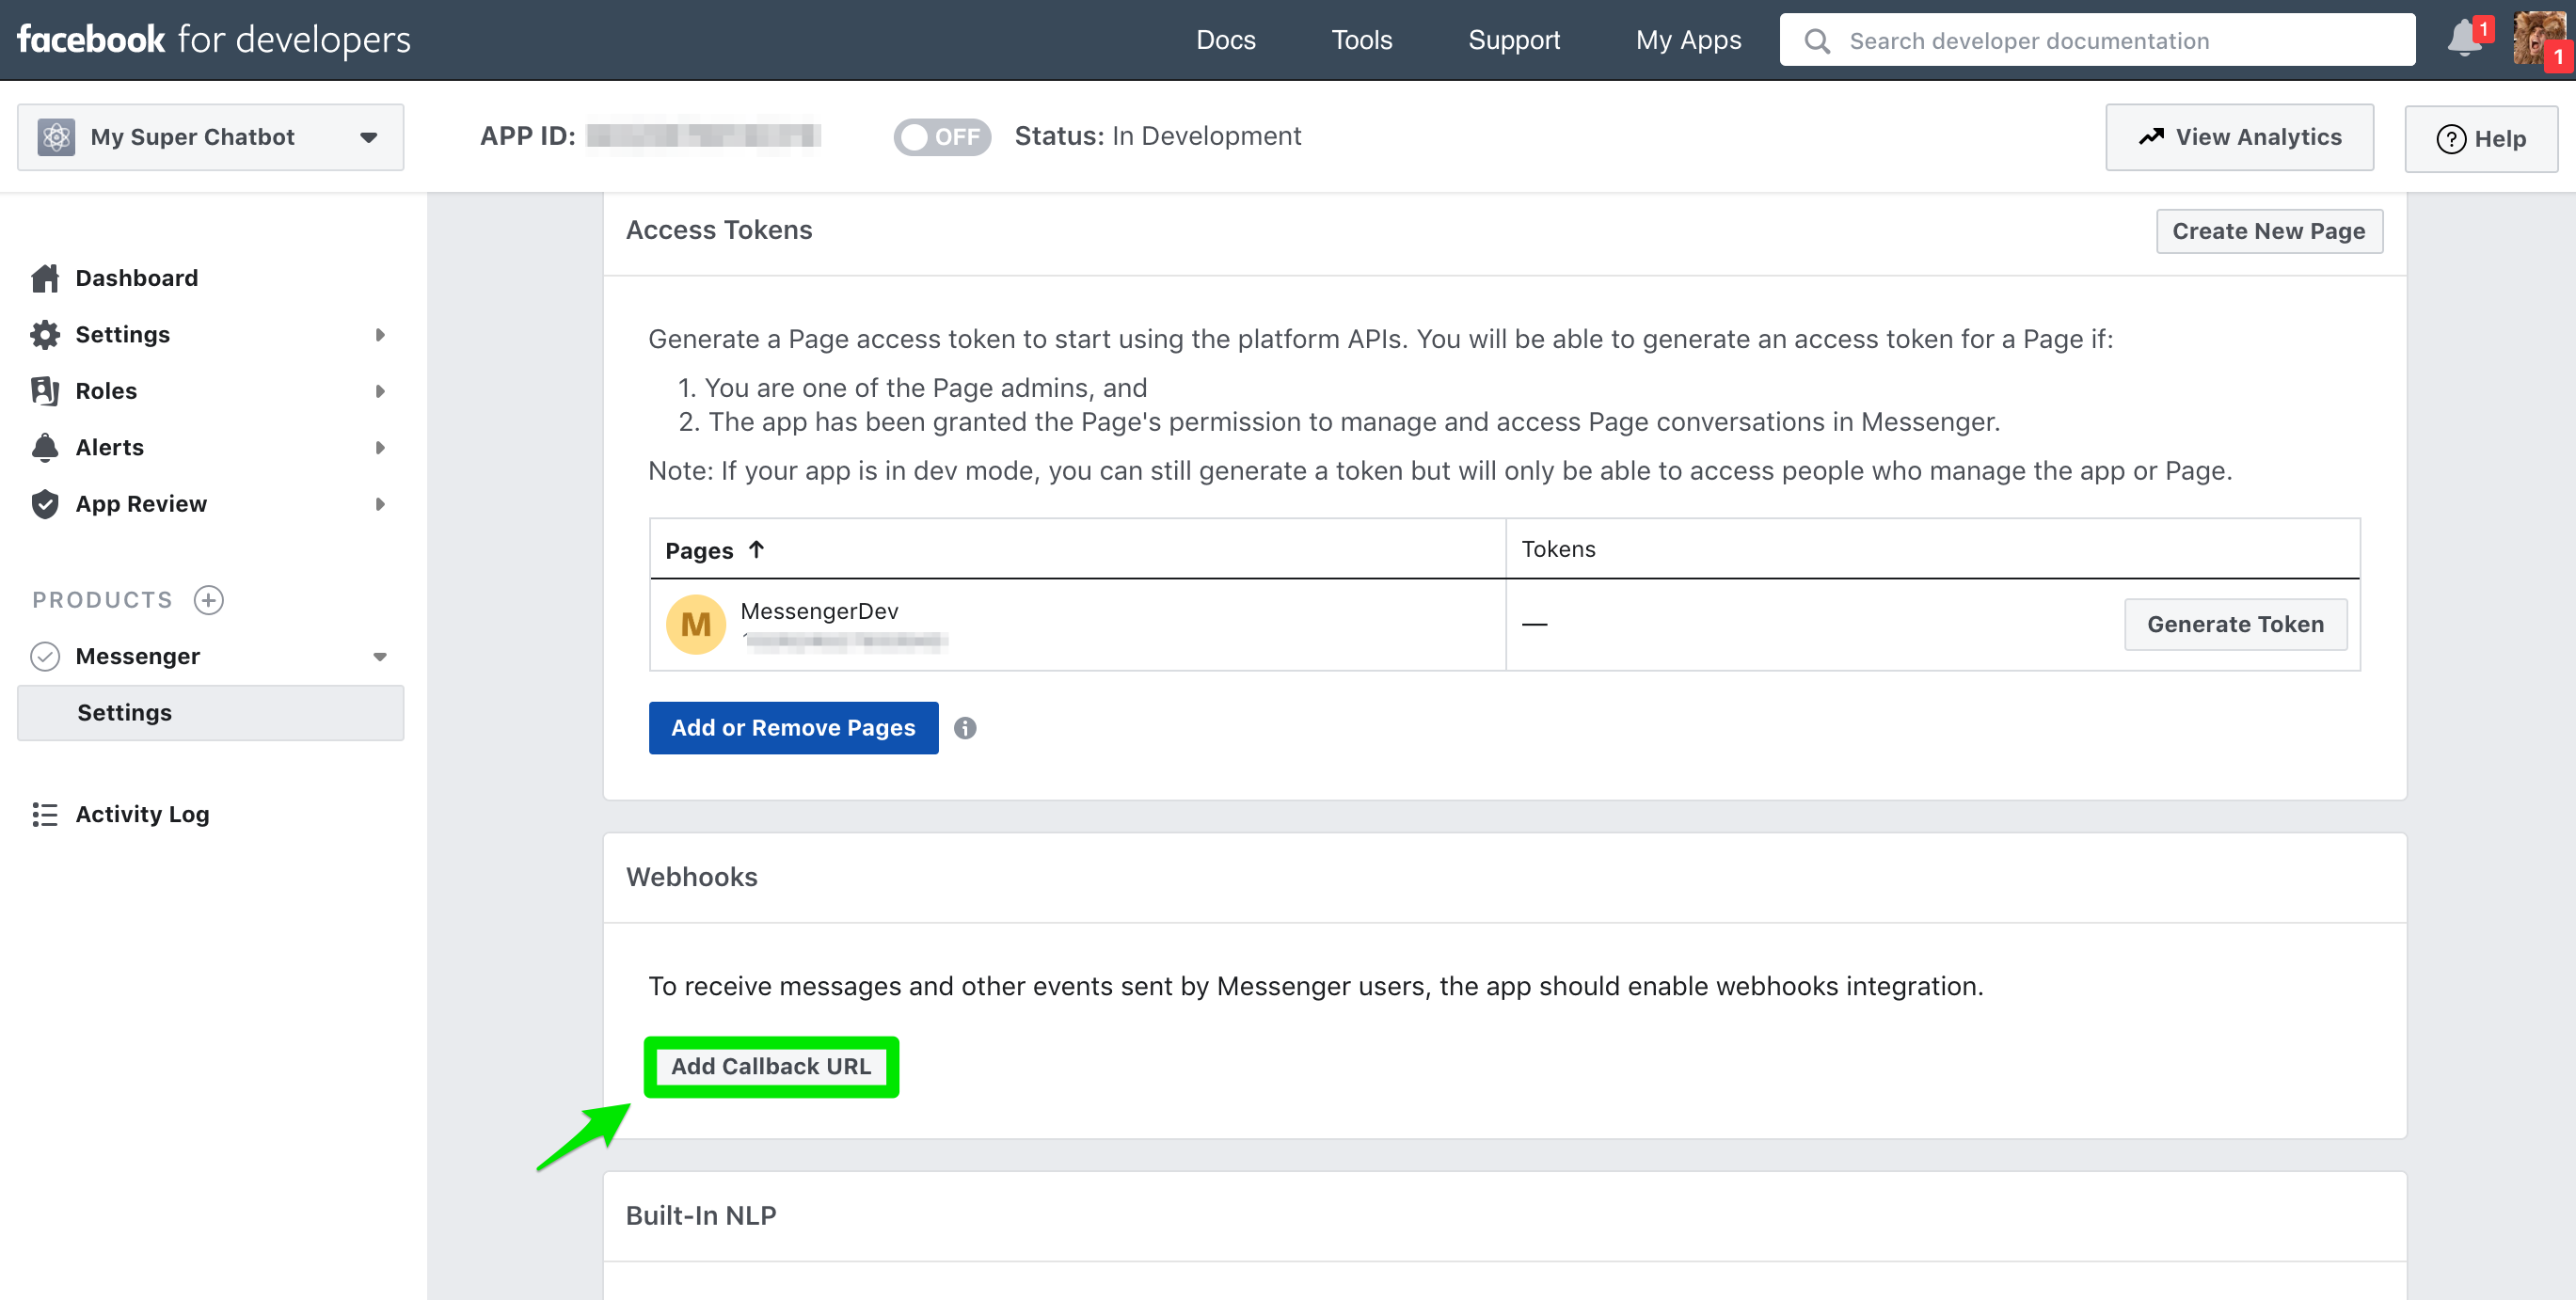 facebook for developers
Docs
Tools
Support
My Apps
Search developer documentation
1
1
My Super Chatbot
APP ID:
OFF
Status: In Development
View Analytics
Help
Dashboard
Settings
Roles
Alerts
App Review
PRODUCTS
Messenger
Settings
Activity Log
Access Tokens
Create New Page
Generate a Page access token to start using the platform APIs. You will be able to generate an access token for a Page if:
1. You are one of the Page admins, and
2. The app has been granted the Page's permission to manage and access Page conversations in Messenger.
Note: If your app is in dev mode, you can still generate a token but will only be able to access people who manage the app or Page.
Pages
Tokens
M
MessengerDev
—
Generate Token
Add or Remove Pages
Webhooks
To receive messages and other events sent by Messenger users, the app should enable webhooks integration.
Add Callback URL
Built-In NLP